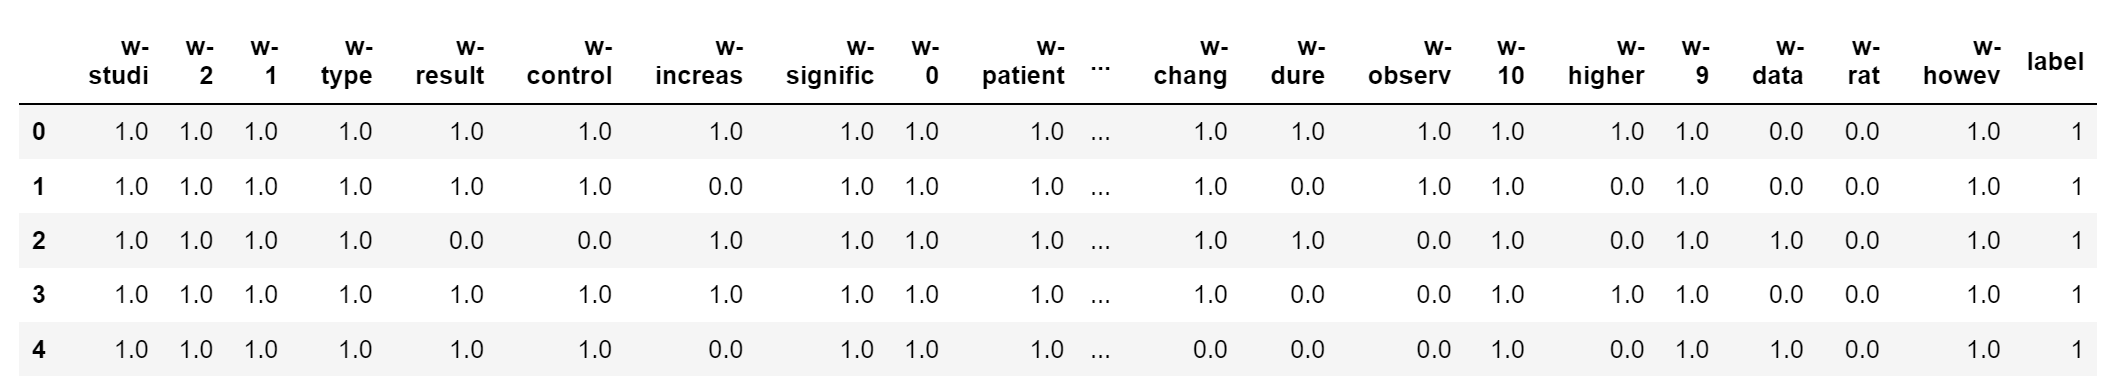 w- w- w- w- w- w- w- w- w- w- ... w- w- w- w- w- w- w- w- w- label
studi 2 1 type result control increas signific 0 patient chang dure observ 10 higher 9 data rat howev
0 1.0 1.0 1.0 1.0 1.0 1.0 1.0 1.0 1.0 1.0 ... 1.0 1.0 1.0 1.0 1.0 1.0 0.0 0.0 1.0 1
1 1.0 1.0 1.0 1.0 1.0 1.0 0.0 1.0 1.0 1.0 ... 1.0 0.0 1.0 1.0 0.0 1.0 0.0 0.0 1.0 1
2 1.0 1.0 1.0 1.0 0.0 0.0 1.0 1.0 1.0 1.0 ... 1.0 1.0 0.0 1.0 0.0 1.0 1.0 0.0 1.0 1
3 1.0 1.0 1.0 1.0 1.0 1.0 1.0 1.0 1.0 1.0 ... 1.0 0.0 0.0 1.0 1.0 1.0 0.0 0.0 1.0 1
4 1.0 1.0 1.0 1.0 1.0 1.0 0.0 1.0 1.0 1.0 ... 0.0 0.0 0.0 1.0 0.0 1.0 1.0 0.0 1.0 1